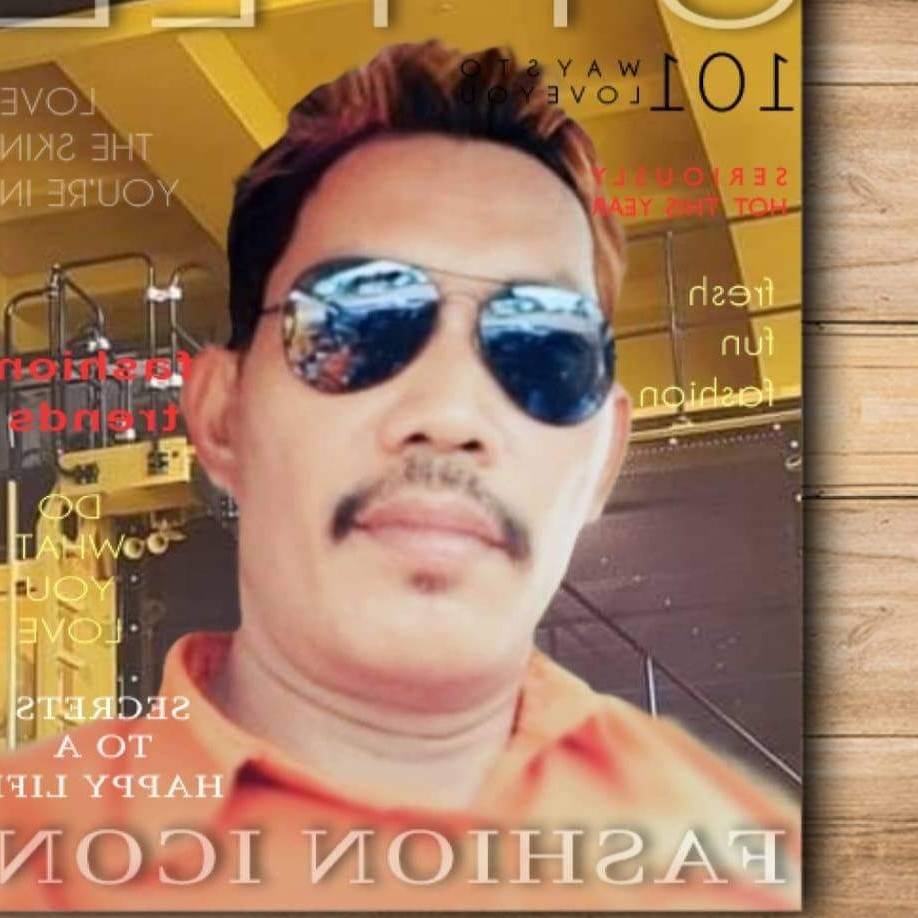 101 WAYS TO
LOVE YOU
SERIOUSLY
HOT THIS YEAR
fresh
fun
fashion
LOVE
THE SKIN
YOU'RE IN
fashion
trends
DO
WHAT
YOU
LOVE
SECRETS
TO A
HAPPY
FASHION ICON